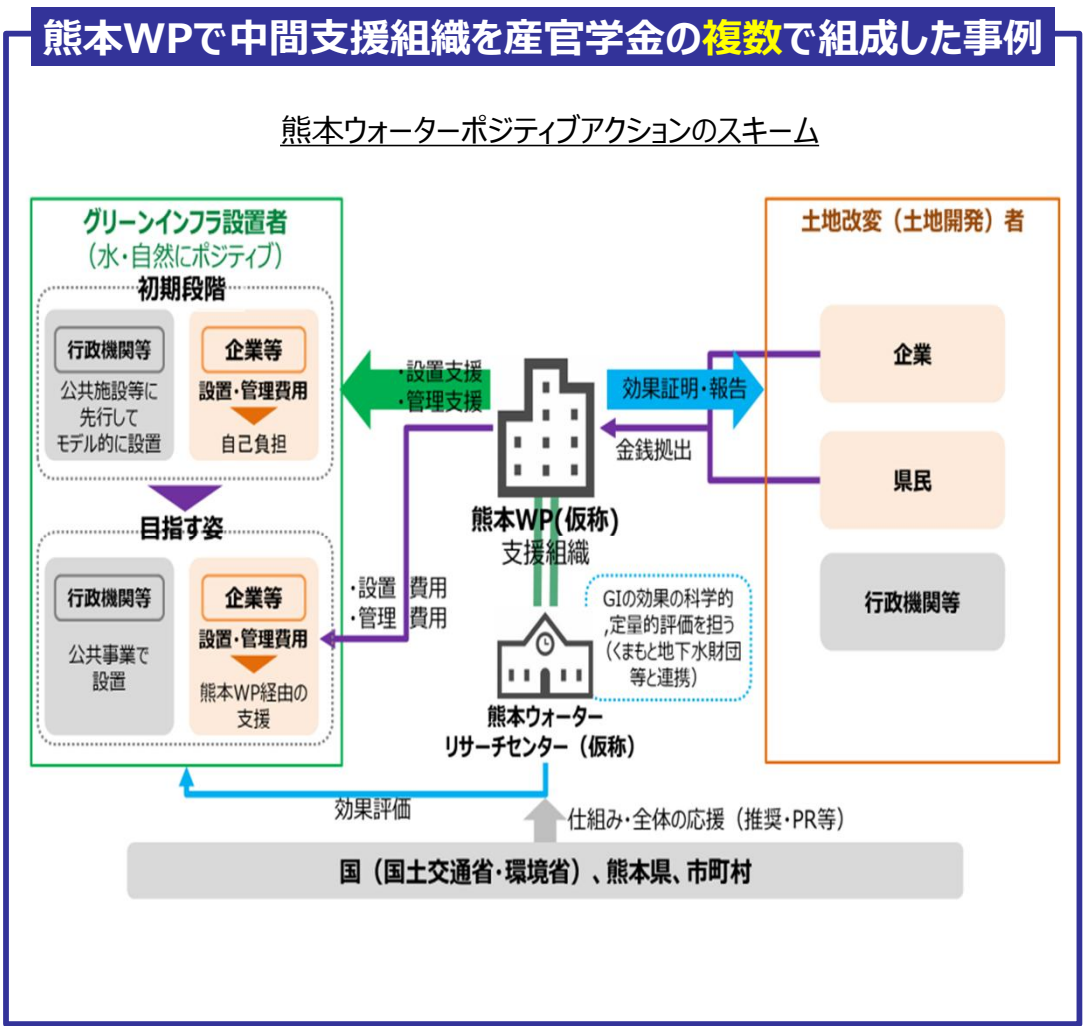 熊本WPで中間支援組織を産官学金の複数で組成した事例
熊本ウォーターポジティブアクションのスキーム
グリーンインフラ設置者
（水・自然にポジティブ）
初期段階
行政機関等
公共施設等に
先行して
モデル的に設置
企業等
設置・管理費用
自己負担
目指す姿
行政機関等
公共事業で
設置
企業等
設置・管理費用
熊本WP経由の
支援
・設置支援
・管理支援
・設置 費用
・管理 費用
効果証明・報告
金銭拠出
熊本WP(仮称)
支援組織
GIの効果の科学的
,定量的評価を担う
（くまもと地下水財団
等と連携）
熊本ウォーター
リサーチセンター（仮称）
土地改変（土地開発）者
企業
県民
行政機関等
効果評価
仕組み・全体の応援（推奨・PR等）
国（国土交通省・環境省）、熊本県、市町村